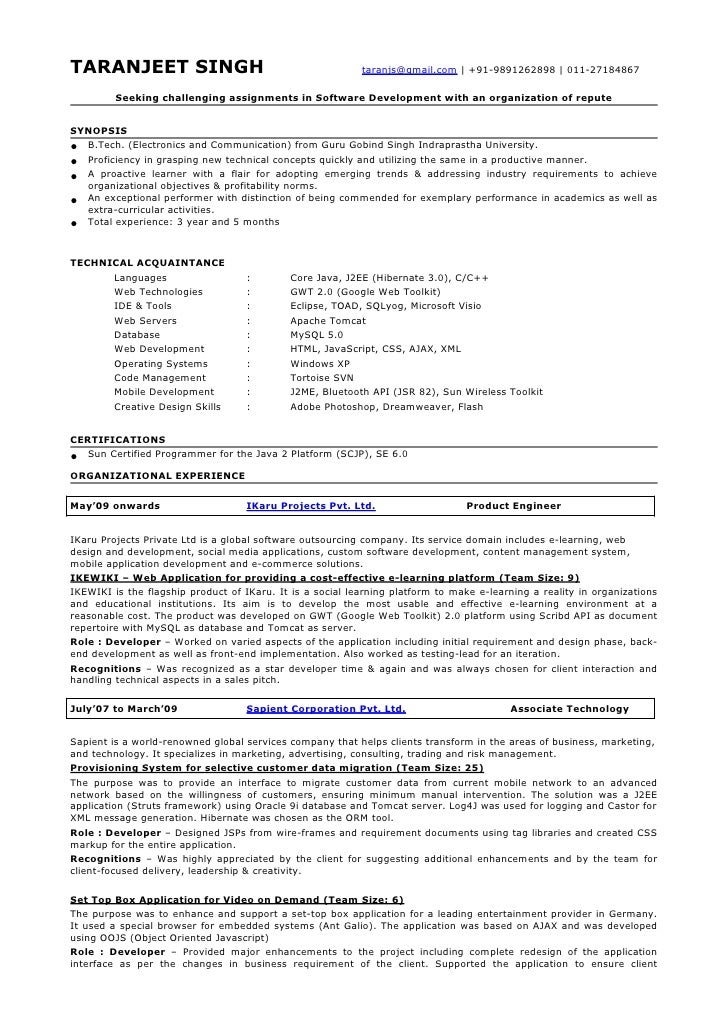 TARANJEET SINGH taranis@gmail.com | +91-9891262898 | 011-27184867
Seeking challenging assignments in Software Development with an organization of repute
SYNOPSIS
● B.Tech. (Electronics and Communication) from Guru Gobind Singh Indraprastha University.
● Proficiency in grasping new technical concepts quickly and utilizing the same in a productive manner.
● A proactive learner with a flair for adopting emerging trends & addressing industry requirements to achieve
organizational objectives & profitability norms.
● An exceptional performer with distinction of being commended for exemplary performance in academics as well as
extra-curricular activities.
● Total experience: 3 year and 5 months
TECHNICAL ACQUAINTANCE
Languages : Core Java, J2EE (Hibernate 3.0), C/C++
Web Technologies : GWT 2.0 (Google Web Toolkit)
IDE & Tools : Eclipse, TOAD, SQLyog, Microsoft Visio
Web Servers : Apache Tomcat
Database : MySQL 5.0
Web Development : HTML, JavaScript, CSS, AJAX, XML
Operating Systems : Windows XP
Code Management : Tortoise SVN
Mobile Development : J2ME, Bluetooth API (JSR 82), Sun Wireless Toolkit
Creative Design Skills : Adobe Photoshop, Dreamweaver, Flash
CERTIFICATIONS
● Sun Certified Programmer for the Java 2 Platform (SCJP), SE 6.0
ORGANIZATIONAL EXPERIENCE
May’09 onwards IKaru Projects Pvt. Ltd. Product Engineer
IKaru Projects Private Ltd is a global software outsourcing company. Its service domain includes e-learning, web
design and development, social media applications, custom software development, content management system,
mobile application development and e-commerce solutions.
IKEWIKI – Web Application for providing a cost-effective e-learning platform (Team Size: 9)
IKEWIKI is the flagship product of IKaru. It is a social learning platform to make e-learning a reality in organizations
and educational institutions. Its aim is to develop the most usable and effective e-learning environment at a
reasonable cost. The product was developed on GWT (Google Web Toolkit) 2.0 platform using Scribd API as document
repertoire with MySQL as database and Tomcat as server.
Role : Developer – Worked on varied aspects of the application including initial requirement and design phase, back-
end development as well as front-end implementation. Also worked as testing-lead for an iteration.
Recognitions – Was recognized as a star developer time & again and was always chosen for client interaction and
handling technical aspects in a sales pitch.
July’07 to March’09 Sapient Corporation Pvt. Ltd. Associate Technology
Sapient is a world-renowned global services company that helps clients transform in the areas of business, marketing,
and technology. It specializes in marketing, advertising, consulting, trading and risk management.
Provisioning System for selective customer data migration (Team Size: 25)
The purpose was to provide an interface to migrate customer data from current mobile network to an advanced
network based on the willingness of customers, ensuring minimum manual intervention. The solution was a J2EE
application (Struts framework) using Oracle 9i database and Tomcat server. Log4J was used for logging and Castor for
XML message generation. Hibernate was chosen as the ORM tool.
Role : Developer – Designed JSPs from wire-frames and requirement documents using tag libraries and created CSS
markup for the entire application.
Recognitions – Was highly appreciated by the client for suggesting additional enhancements and by the team for
client-focused delivery, leadership & creativity.
Set Top Box Application for Video on Demand (Team Size: 6)
The purpose was to enhance and support a set-top box application for a leading entertainment provider in Germany.
It used a special browser for embedded systems (Ant Galio). The application was based on AJAX and was developed
using OOJS (Object Oriented Javascript)
Role : Developer – Provided major enhancements to the project including complete redesign of the application
interface as per the changes in business requirement of the client. Supported the application to ensure client